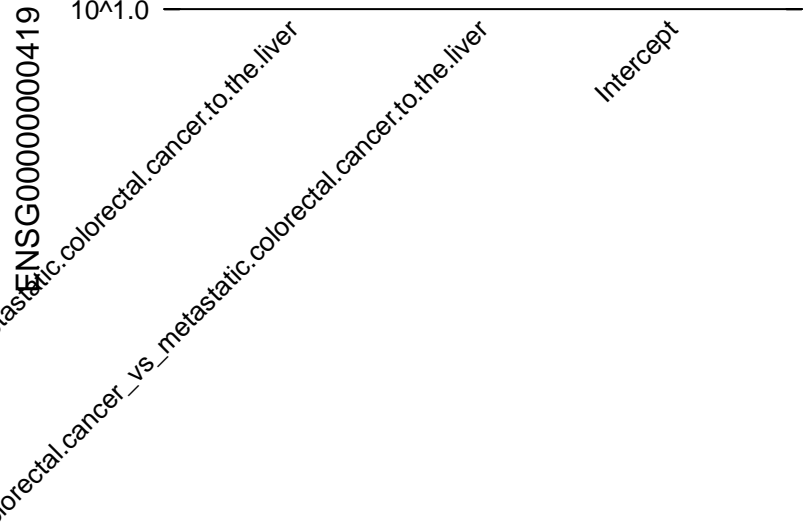 10^1.0
ENSG00000000419
metastatic.colorectal.cancer.to.the.liver
colorectal.cancer_vs_metastatic.colorectal.cancer.to.the.liver
Intercept